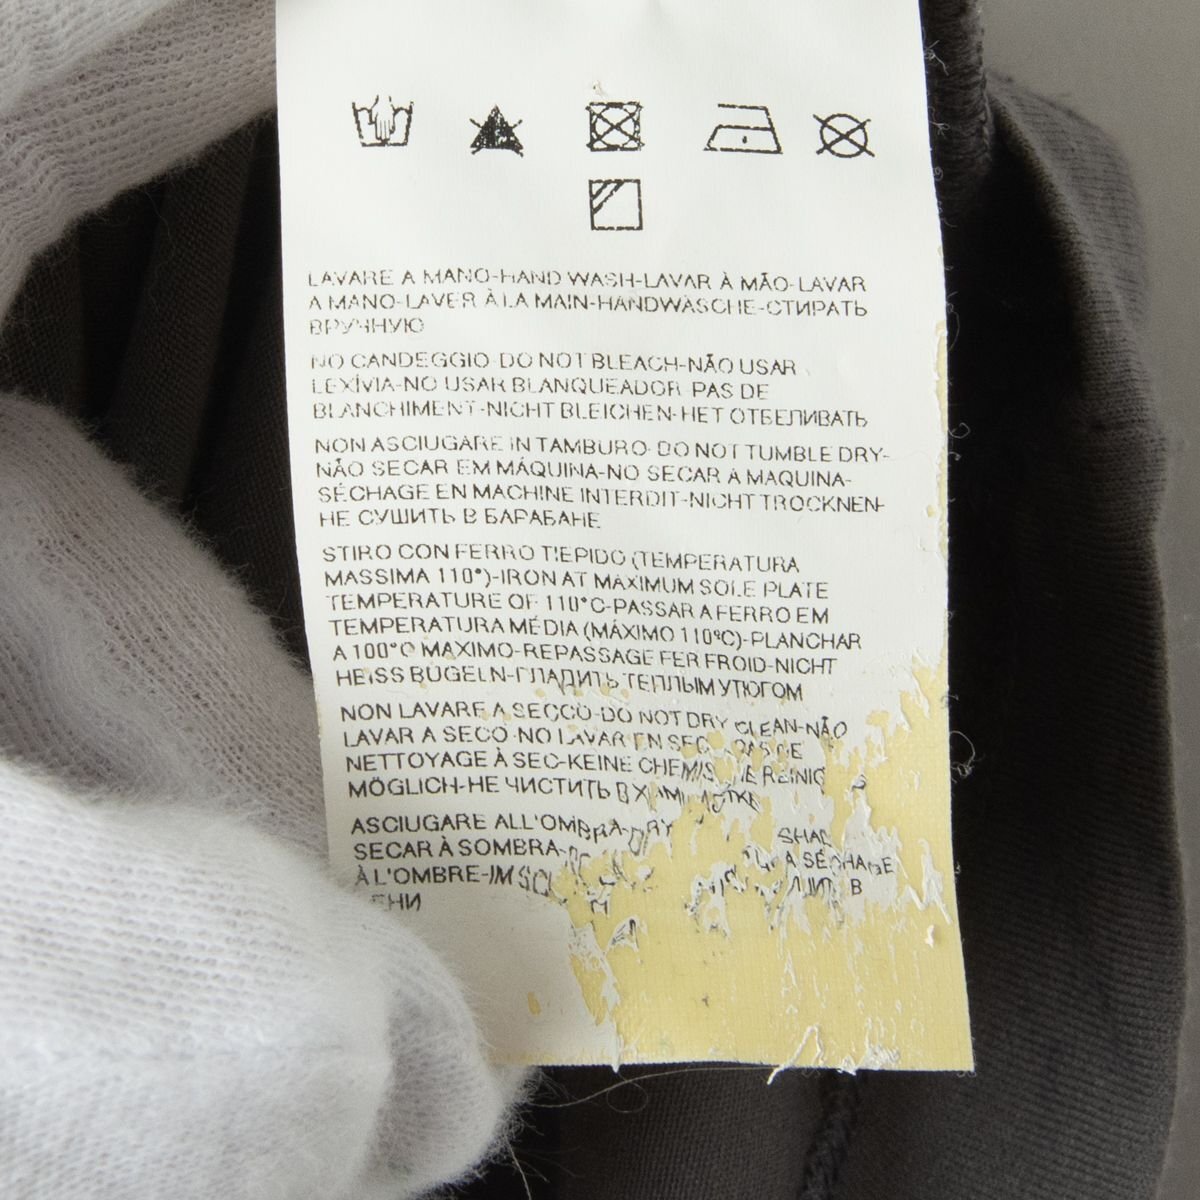 LAVARE A MANO-HAND WASH-LAVAR À MÃO-LAVAR
A MANO-LAVER À LA MAIN-HANDWÄSCHE-СТИРАТЬ
ВРУЧНУЮ
NO CANDEGGIO-DO NOT BLEACH-NÃO USAR
LEXÍVIA-NO USAR BLANQUEADOR PAS DE
BLANCHIMENT-NICHT BLEICHEN-НЕТ ОТБЕЛИВАТЬ
NON ASCIUGARE IN TAMBURO-DO NOT TUMBLE DRY-
NÃO SECAR EM MÁQUINA-NO SECAR A MAQUINA-
SÉCHAGE EN MACHINE INTERDIT-NICHT TROCKNEN-
НЕ СУШИТЬ В БАРАБАНЕ
STIRO CON FERRO TIEPIDO (TEMPERATURA
MASSIMA 110°)-IRON AT MAXIMUM SOLE PLATE
TEMPERATURE OF 110°C-PASSAR A FERRO EM
TEMPERATURA MÉDIA (MÁXIMO 110ºC)-PLANCHAR
A 100°C MAXIMO-REPASSAGE FER FROID-NICHT
HEISS BÜGELN-ГЛАДИТЬ ТЕПЛЫМ УТЮГОМ
NON LAVARE A SECCO-DO NOT DRY CLEAN-NÃO
LAVAR A SECO-NO LAVAR EN SECO-PAS DE
NETTOYAGE À SEC-KEINE CHEMISCHE REINIG
MÖGLICH-НЕ ЧИСТИТЬ В ХИМ
ASCIUGARE ALL'OMBRA-DRY SHAD
SECAR À SOMBRA- A SÉCHAGE
À L'OMBRE-IM В